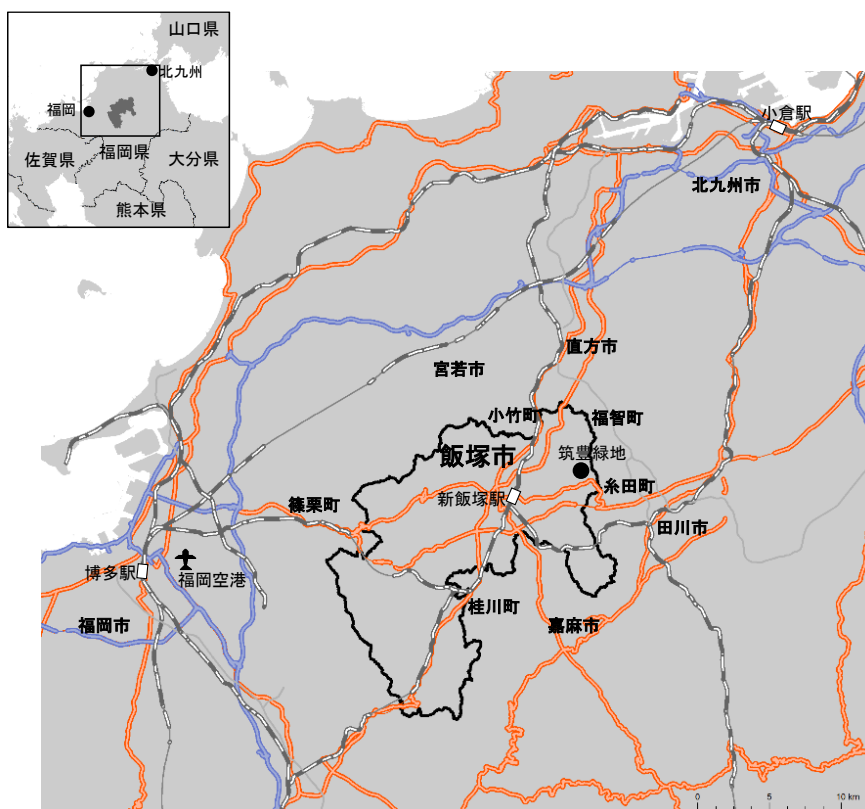 山口県
北九州
福岡
福岡県
佐賀県
大分県
熊本県
小倉駅
北九州市
直方市
宮若市
小竹町
福智町
飯塚市
筑豊緑地
糸田町
新飯塚駅
篠栗町
田川市
博多駅
福岡空港
桂川町
嘉麻市
福岡市
0 5 10 km